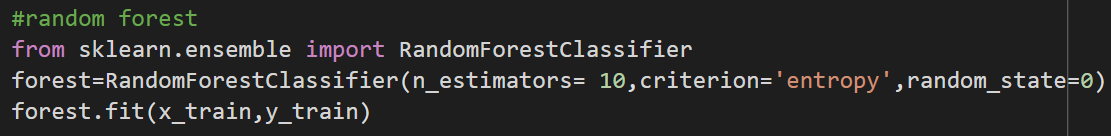 #random forest
from sklearn.ensemble import RandomForestClassifier
forest=RandomForestClassifier(n_estimators= 10,criterion='entropy',random_state=0)
forest.fit(x_train,y_train)